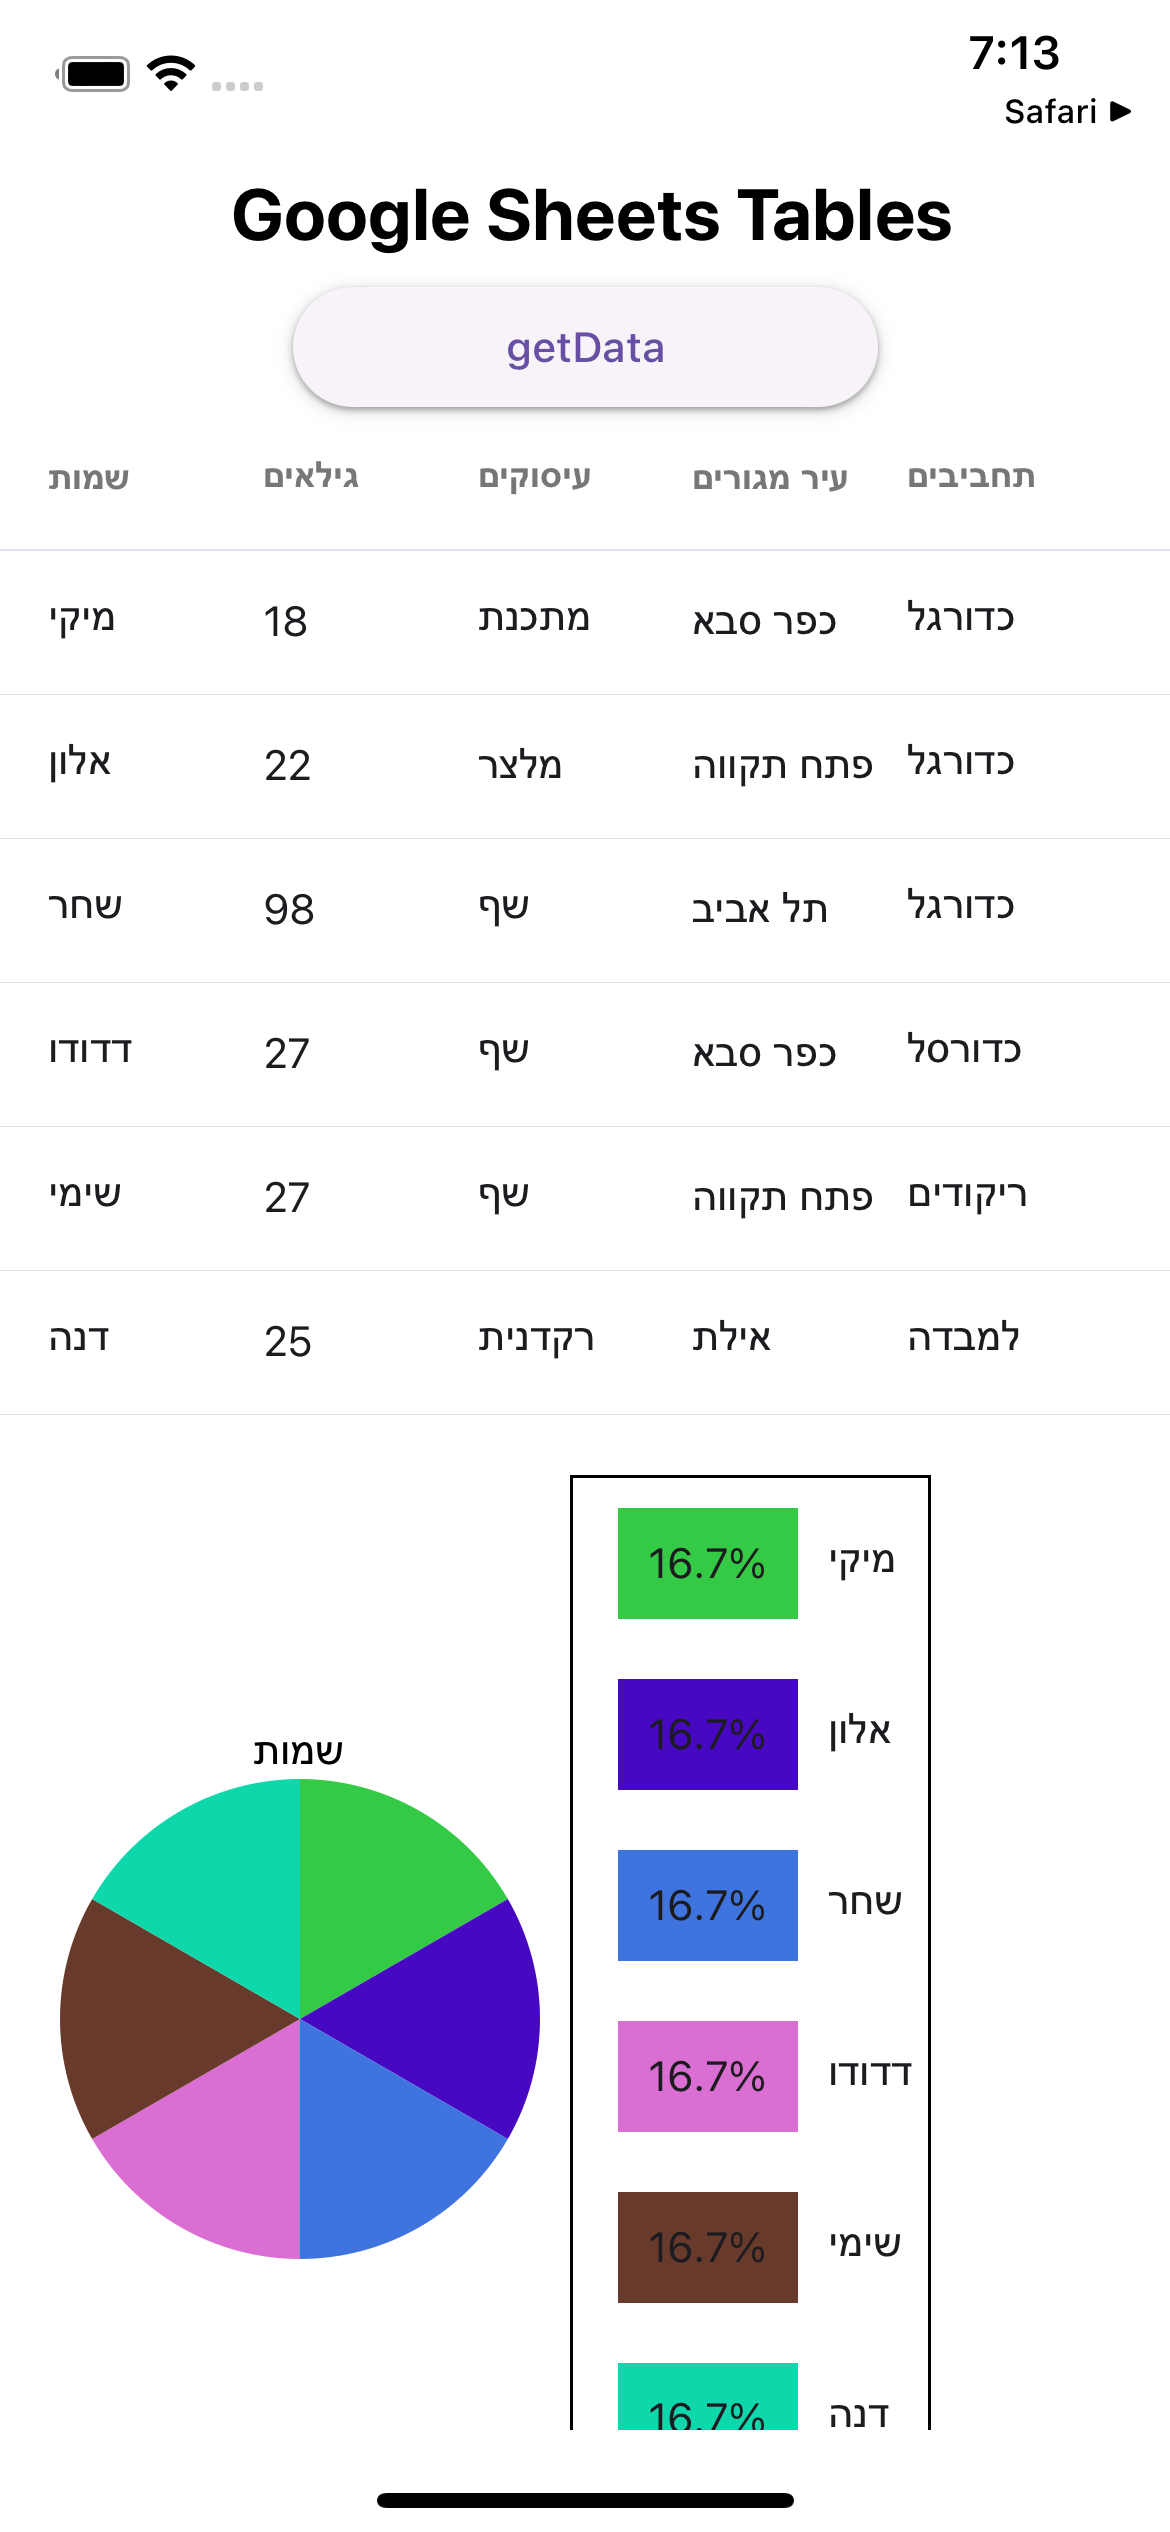 7:13
Safari ▶
Google Sheets Tables
getData
שמות גילאים עיסוקים עיר מגורים תחביבים
מיקי 18 מתכנת כפר סבא כדורגל
אלון 22 מלצר פתח תקווה כדורגל
שחר 98 שף תל אביב כדורגל
דדודו 27 שף כפר סבא כדורסל
שימי 27 שף פתח תקווה ריקודים
דנה 25 רקדנית אילת למבדה
שמות
16.7% מיקי
16.7% אלון
16.7% שחר
16.7% דדודו
16.7% שימי
16.7% דנה